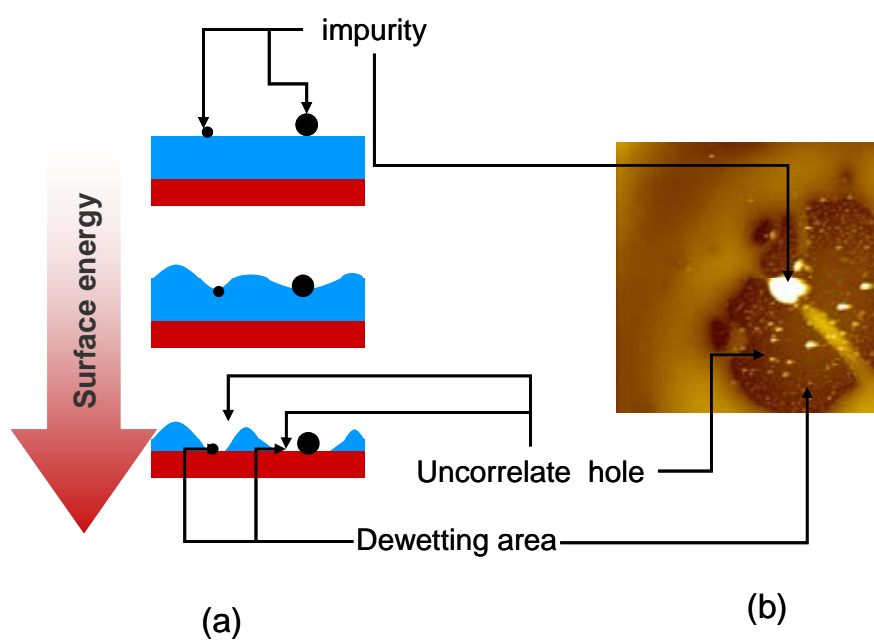 impurity
Surface energy
Uncorrelate hole
Dewetting area
(a)
(b)